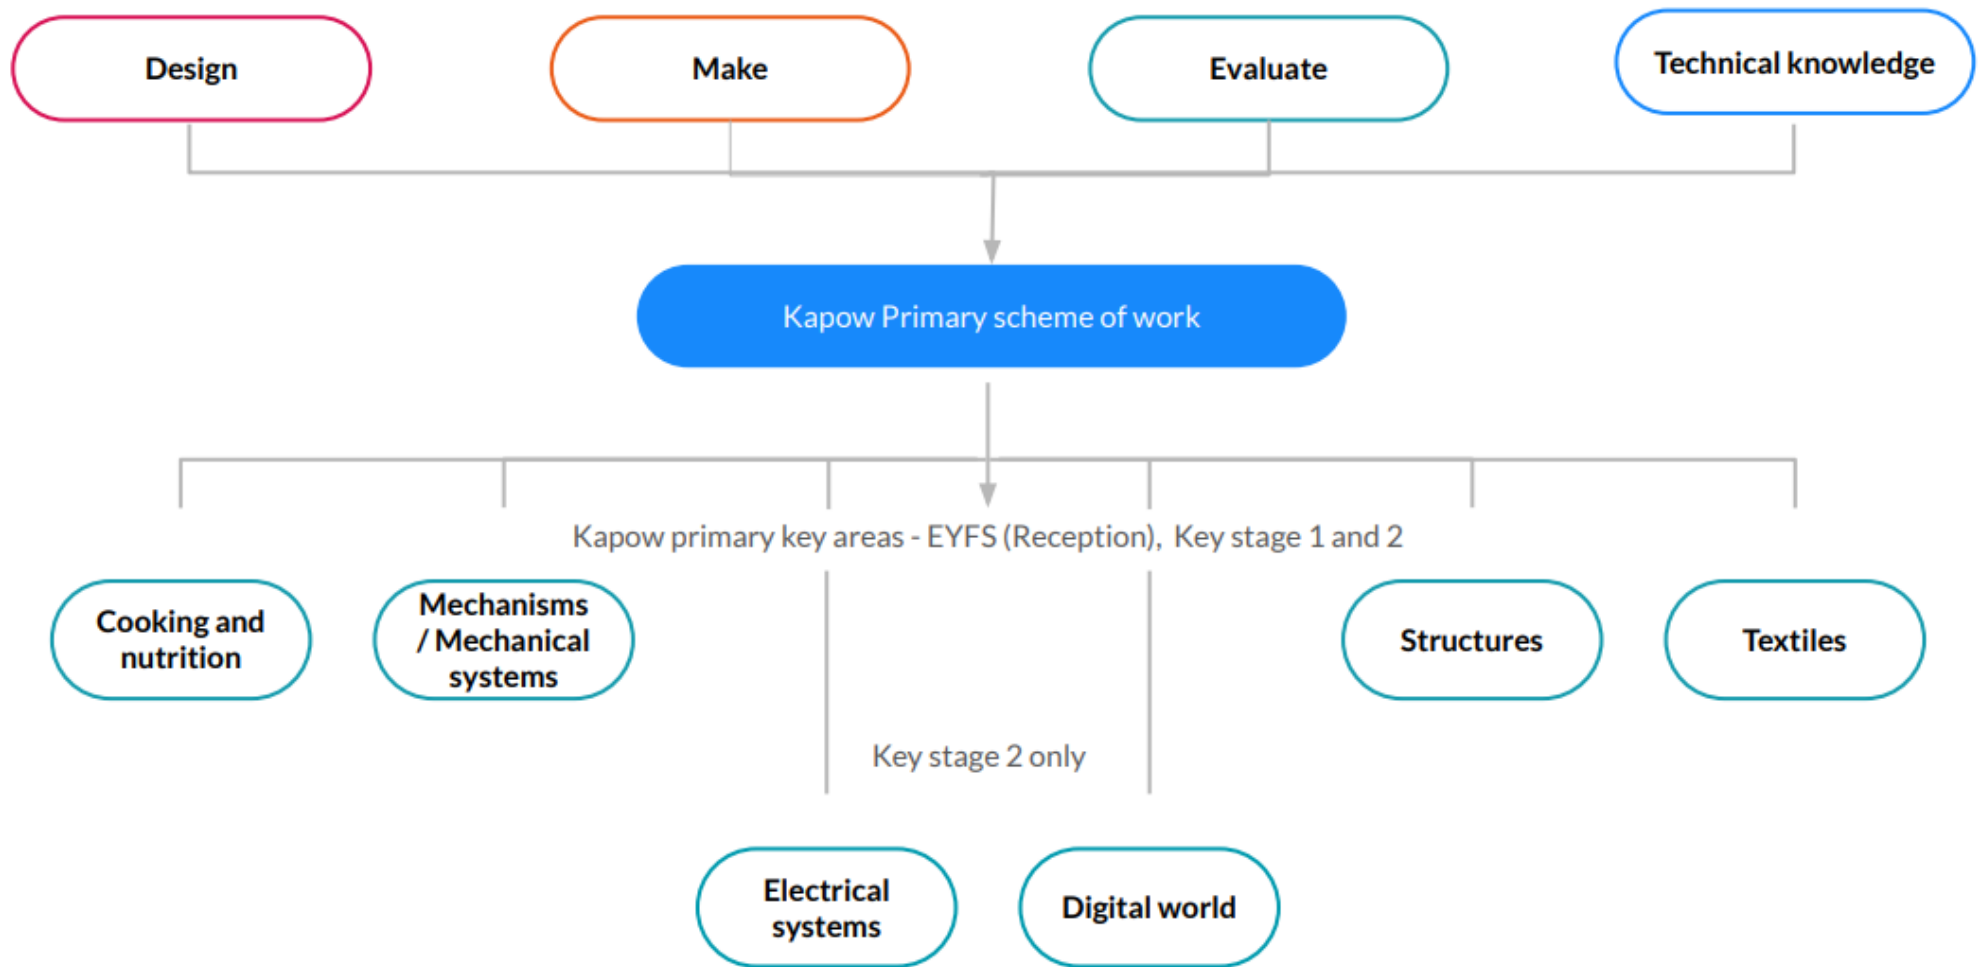 Design
Make
Evaluate
Technical knowledge
Kapow Primary scheme of work
Kapow primary key areas - EYFS (Reception), Key stage 1 and 2
Cooking and
nutrition
Mechanisms
/ Mechanical
systems
Structures
Textiles
Key stage 2 only
Electrical
systems
Digital world